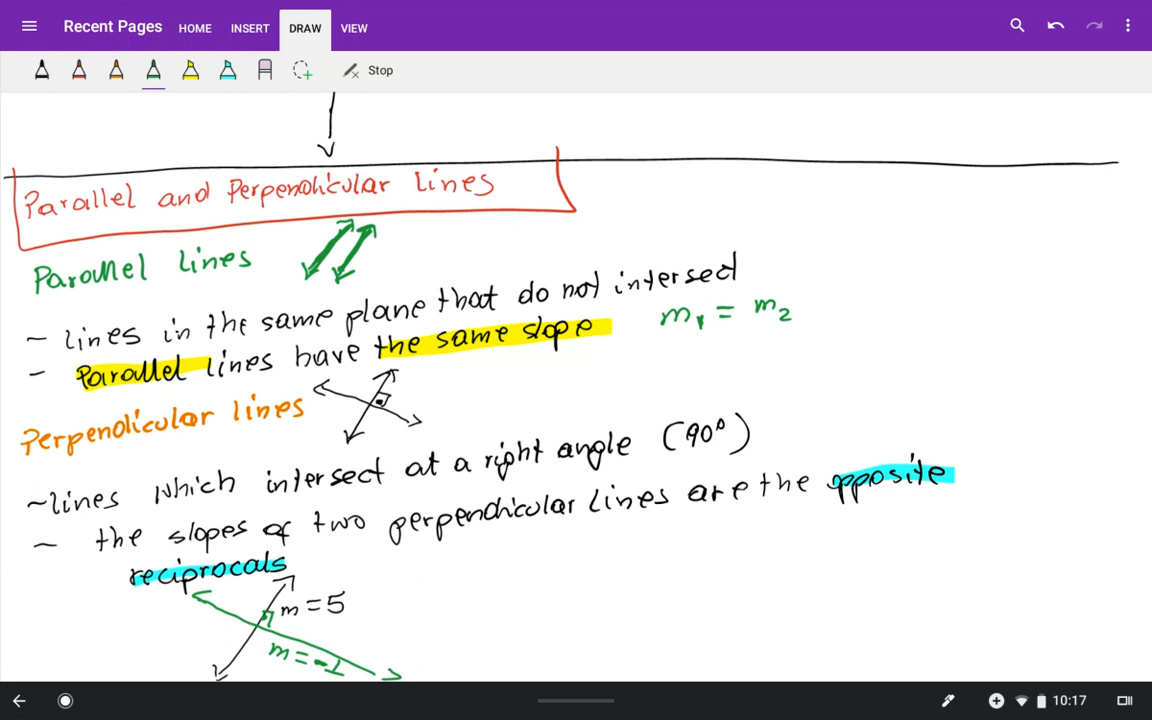 Recent Pages HOME INSERT DRAW VIEW
Stop
Parallel and Perpendicular lines
Parallel lines
- lines in the same plane that do not intersect
m1 = m2
- Parallel lines have the same slope
Perpendicular lines
- lines which intersect at a right angle (90°)
- the slopes of two perpendicular lines are the opposite
reciprocals
m = 5
m = -1
10:17